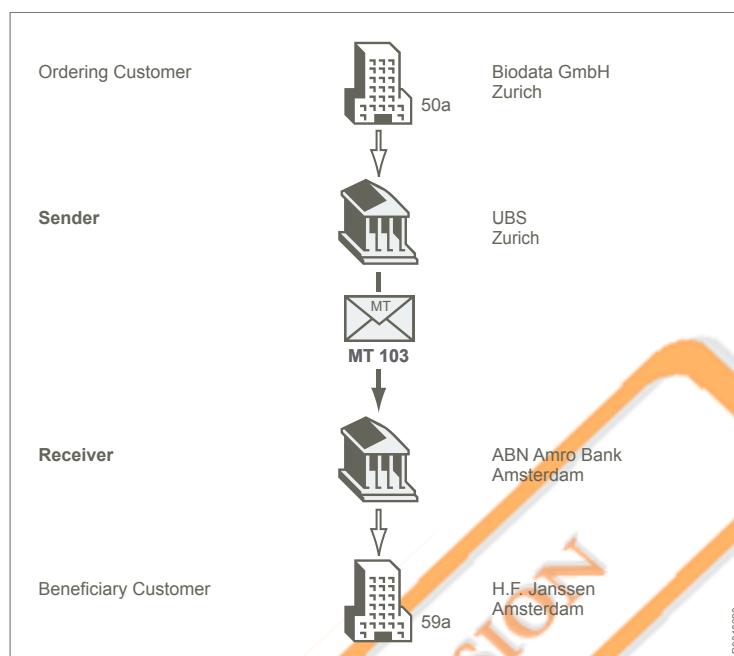 Ordering Customer
50a
Biodata GmbH
Zurich
Sender
UBS
Zurich
MT
MT 103
Receiver
ABN Amro Bank
Amsterdam
Beneficiary Customer
59a
H.F. Janssen
Amsterdam
SION